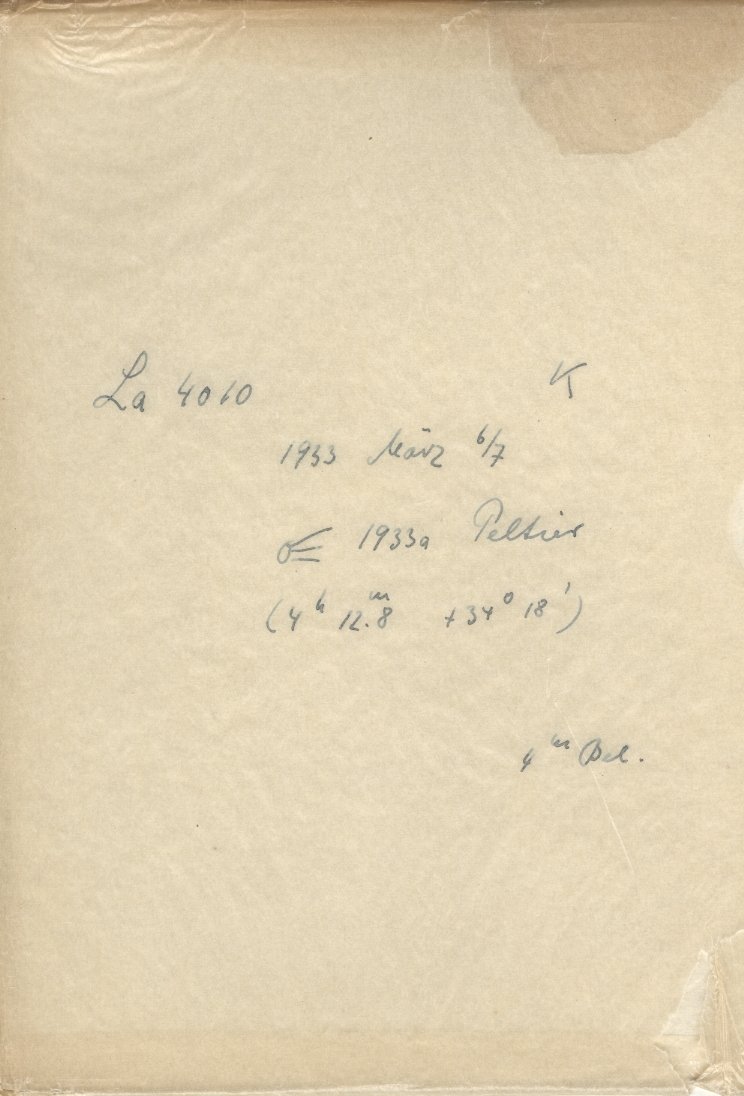 La 4010 K
1933 März 6/7
☄ 1933a Peltier
(4ʰ 12.ᵐ8 +34° 18')
4ᵐ Bel.